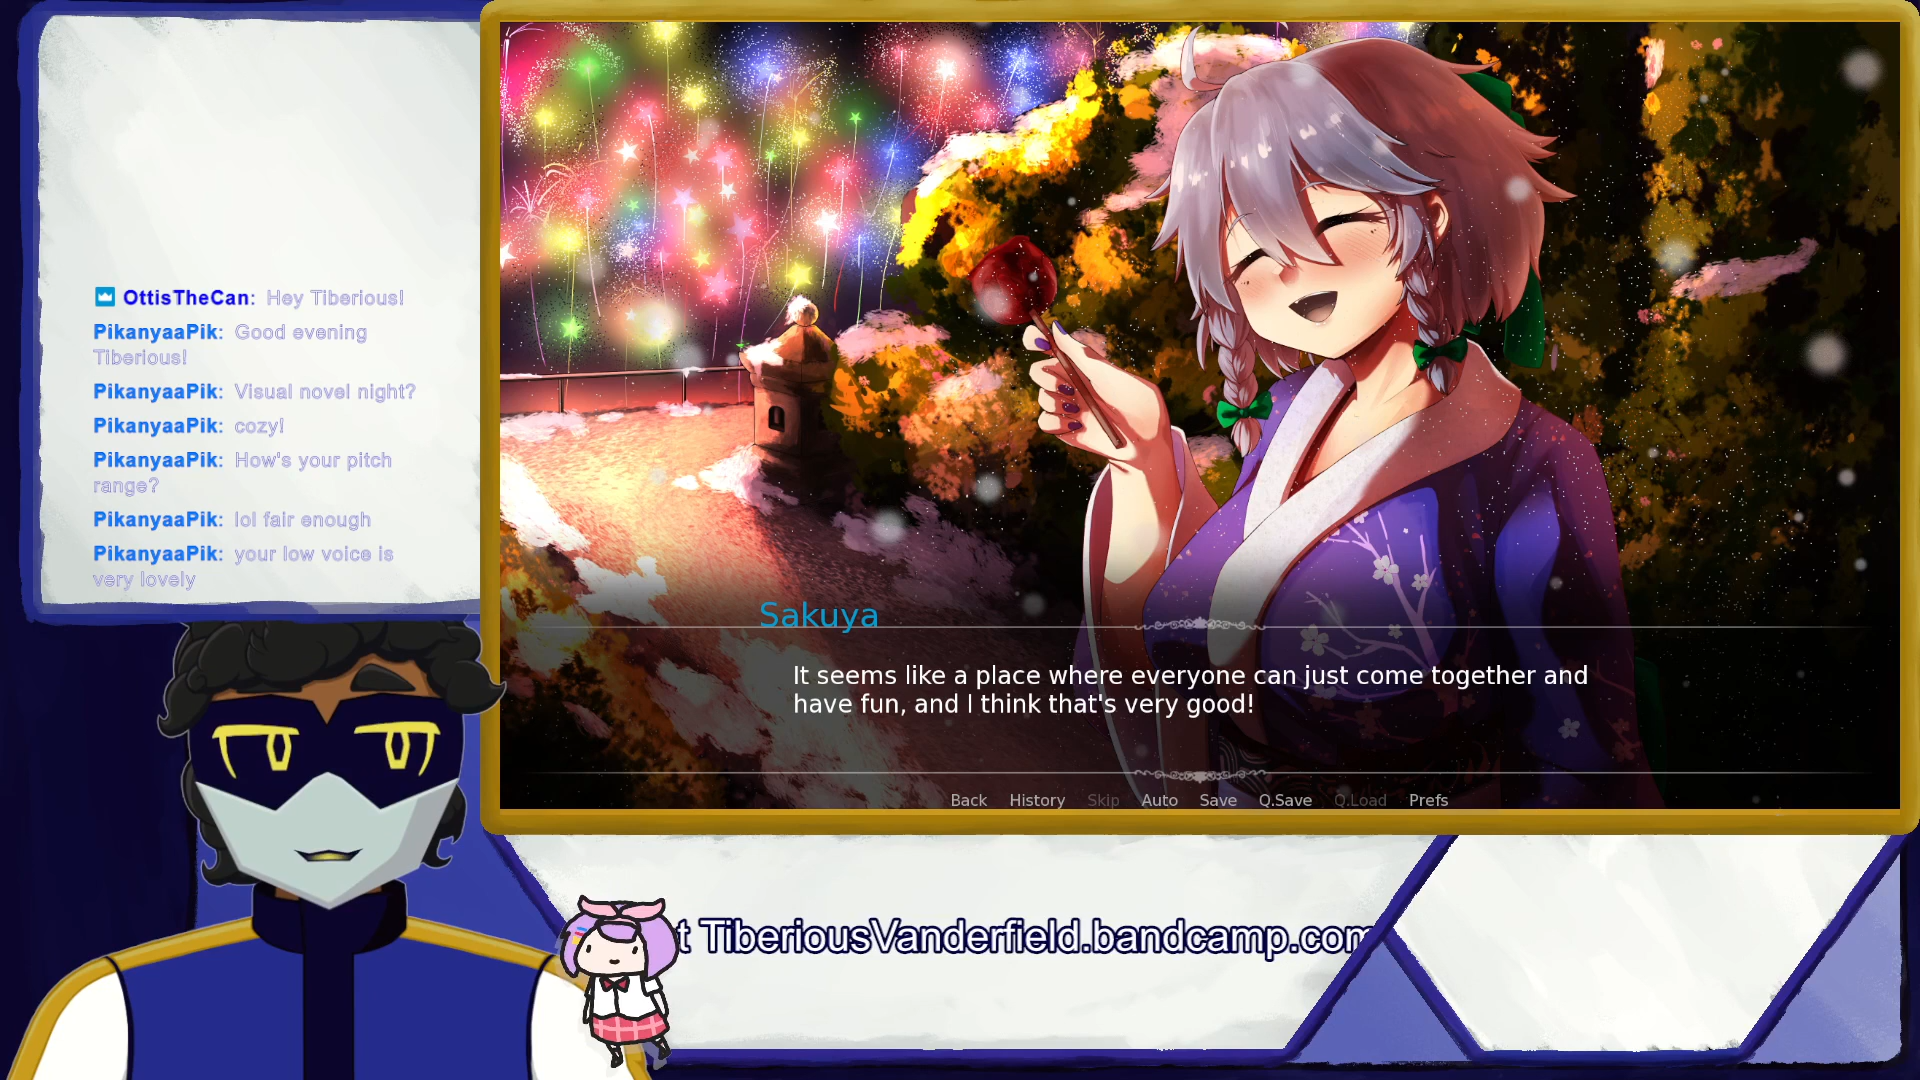 OttisTheCan: Hey Tiberious!
PikanyaaPik: Good evening
Tiberious!
PikanyaaPik: Visual novel night?
PikanyaaPik: cozy!
PikanyaaPik: How's your pitch
range?
PikanyaaPik: lol fair enough
PikanyaaPik: your low voice is
very lovely
Sakuya
It seems like a place where everyone can just come together and
have fun, and I think that's very good!
Back History Skip Auto Save Q.Save Q.Load Prefs
t TiberiousVanderfield.bandcamp.com